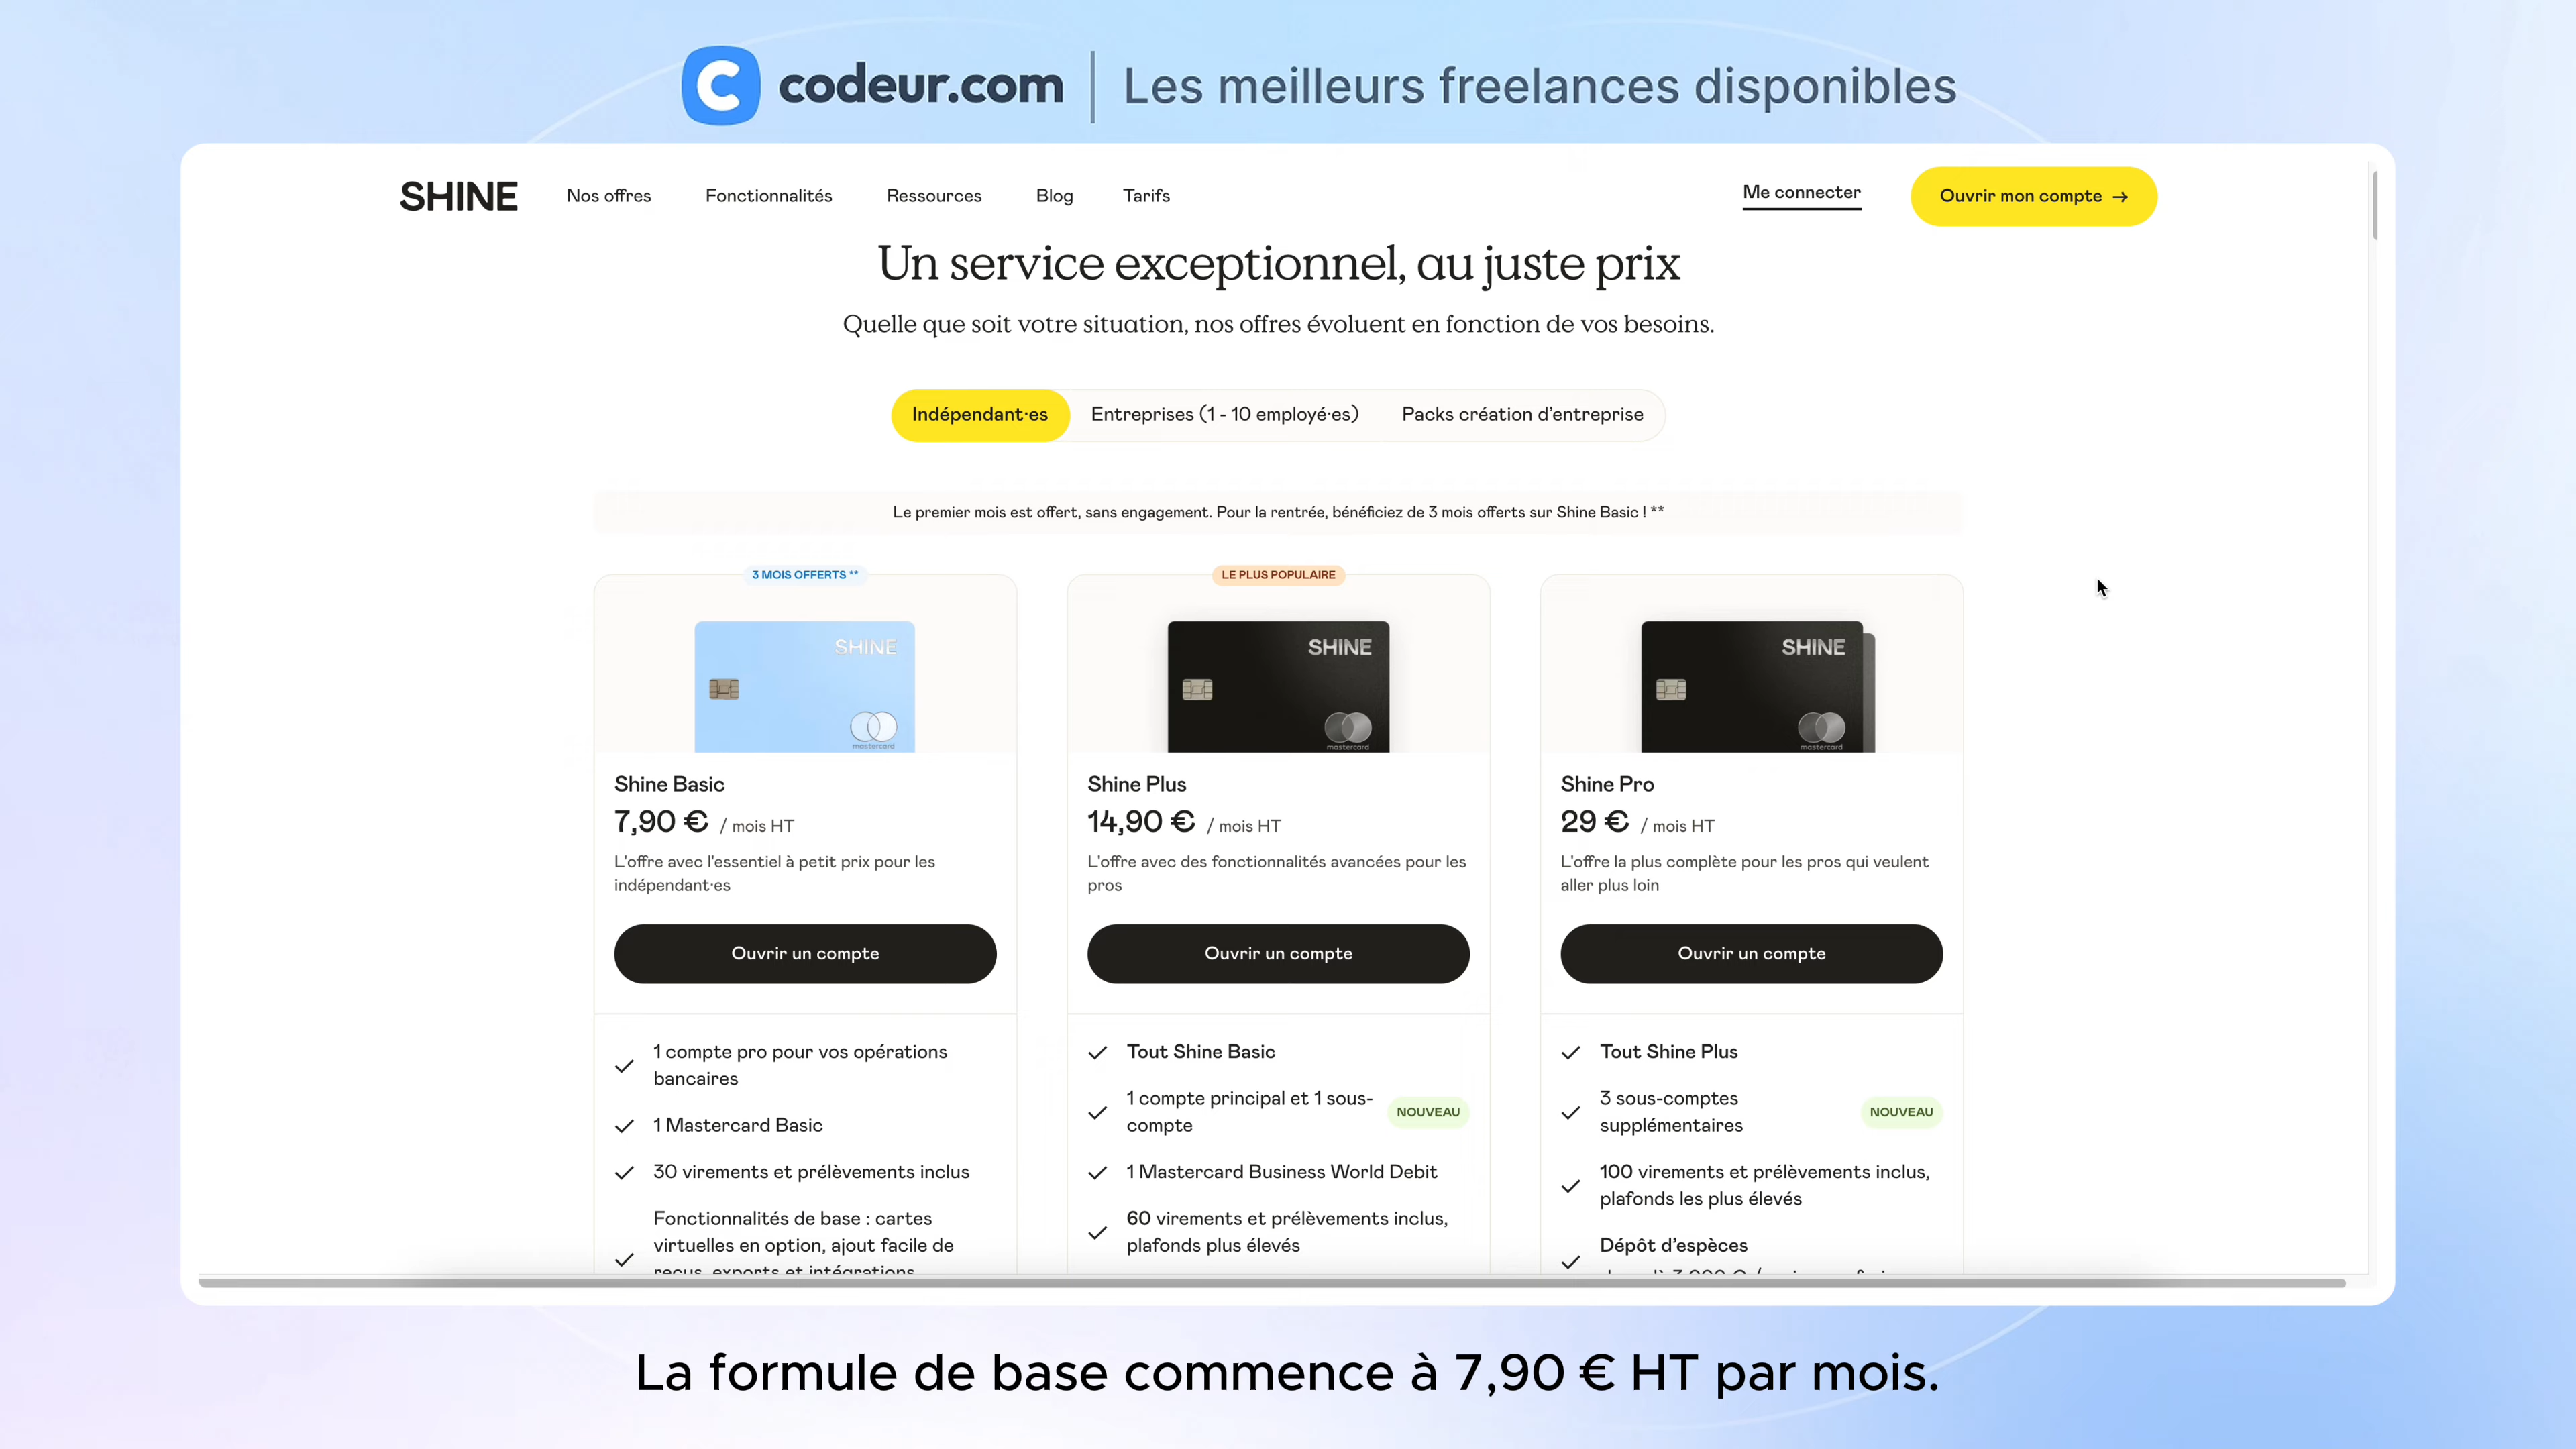 codeur.com | Les meilleurs freelances disponibles
SHINE
Nos offres
Fonctionnalités
Ressources
Blog
Tarifs
Me connecter
Ouvrir mon compte →
Un service exceptionnel, au juste prix
Quelle que soit votre situation, nos offres évoluent en fonction de vos besoins.
Indépendant·es
Entreprises (1 - 10 employé·es)
Packs création d’entreprise
Le premier mois est offert, sans engagement. Pour la rentrée, bénéficiez de 3 mois offerts sur Shine Basic ! **
3 MOIS OFFERTS **
SHINE
mastercard
Shine Basic
7,90 € / mois HT
L'offre avec l'essentiel à petit prix pour les
indépendant·es
Ouvrir un compte
1 compte pro pour vos opérations
bancaires
1 Mastercard Basic
30 virements et prélèvements inclus
Fonctionnalités de base : cartes
virtuelles en option, ajout facile de
reçus, exports et intégrations
LE PLUS POPULAIRE
SHINE
mastercard
Shine Plus
14,90 € / mois HT
L'offre avec des fonctionnalités avancées pour les
pros
Ouvrir un compte
Tout Shine Basic
1 compte principal et 1 sous-
compte
NOUVEAU
1 Mastercard Business World Debit
60 virements et prélèvements inclus,
plafonds plus élevés
SHINE
mastercard
Shine Pro
29 € / mois HT
L'offre la plus complète pour les pros qui veulent
aller plus loin
Ouvrir un compte
Tout Shine Plus
3 sous-comptes
supplémentaires
NOUVEAU
100 virements et prélèvements inclus,
plafonds les plus élevés
Dépôt d’espèces
La formule de base commence à 7,90 € HT par mois.